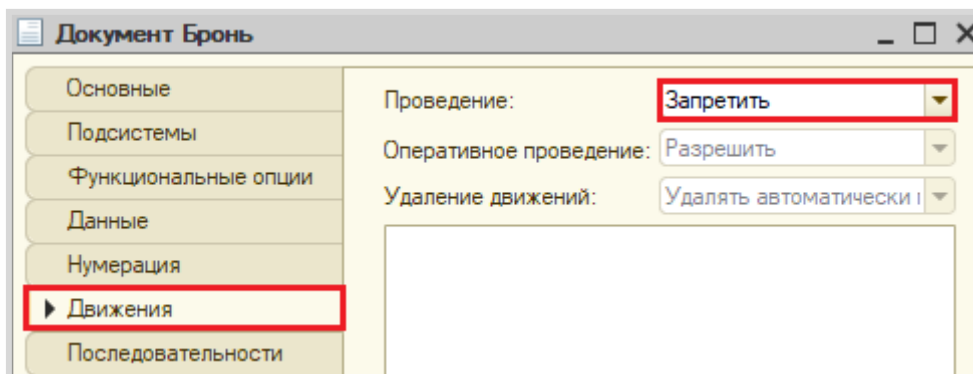 Документ Бронь
Основные
Подсистемы
Функциональные опции
Данные
Нумерация
Движения
Последовательности
Проведение: Запретить
Оперативное проведение: Разрешить
Удаление движений: Удалять автоматически